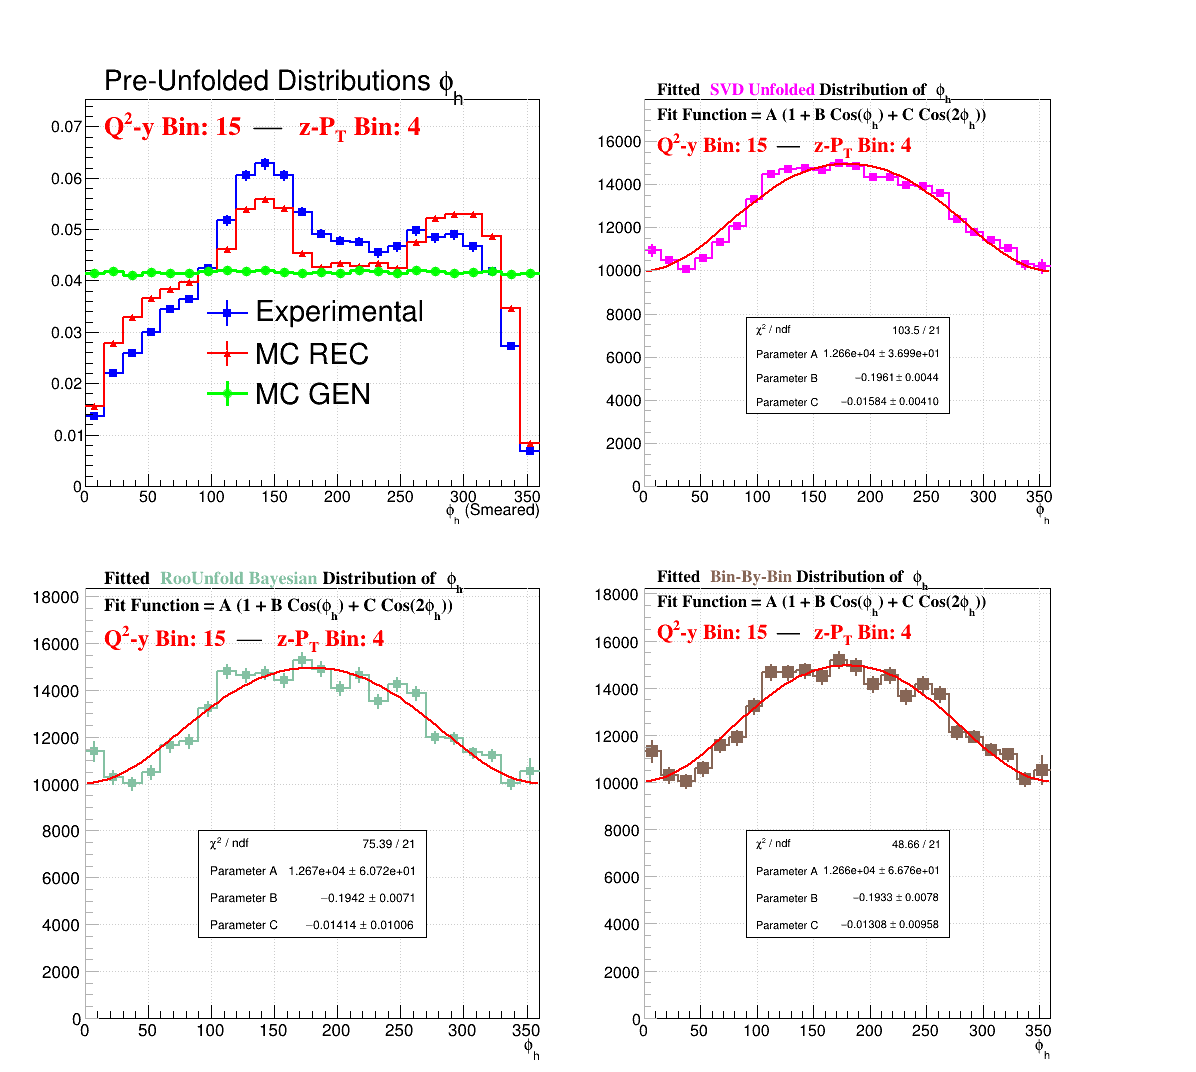 Pre-Unfolded Distributions ϕh
Q²-y Bin: 15 — z-PT Bin: 4
0.07
0.06
0.05
0.04
0.03
0.02
0.01
0
Experimental
MC REC
MC GEN
0 50 100 150 200 250 300 350
ϕh (Smeared)
Fitted SVD Unfolded Distribution of ϕh
Fit Function = A (1 + B Cos(ϕh) + C Cos(2ϕh))
Q²-y Bin: 15 — z-PT Bin: 4
16000
14000
12000
10000
8000
6000
4000
2000
0
χ² / ndf 103.5 / 21
Parameter A 1.266e+04 ± 3.699e+01
Parameter B −0.1961 ± 0.0044
Parameter C −0.01584 ± 0.00410
0 50 100 150 200 250 300 350
ϕh
Fitted RooUnfold Bayesian Distribution of ϕh
Fit Function = A (1 + B Cos(ϕh) + C Cos(2ϕh))
Q²-y Bin: 15 — z-PT Bin: 4
18000
16000
14000
12000
10000
8000
6000
4000
2000
0
χ² / ndf 75.39 / 21
Parameter A 1.267e+04 ± 6.072e+01
Parameter B −0.1942 ± 0.0071
Parameter C −0.01414 ± 0.01006
0 50 100 150 200 250 300 350
ϕh
Fitted Bin-By-Bin Distribution of ϕh
Fit Function = A (1 + B Cos(ϕh) + C Cos(2ϕh))
Q²-y Bin: 15 — z-PT Bin: 4
18000
16000
14000
12000
10000
8000
6000
4000
2000
0
χ² / ndf 48.66 / 21
Parameter A 1.266e+04 ± 6.676e+01
Parameter B −0.1933 ± 0.0078
Parameter C −0.01308 ± 0.00958
0 50 100 150 200 250 300 350
ϕh